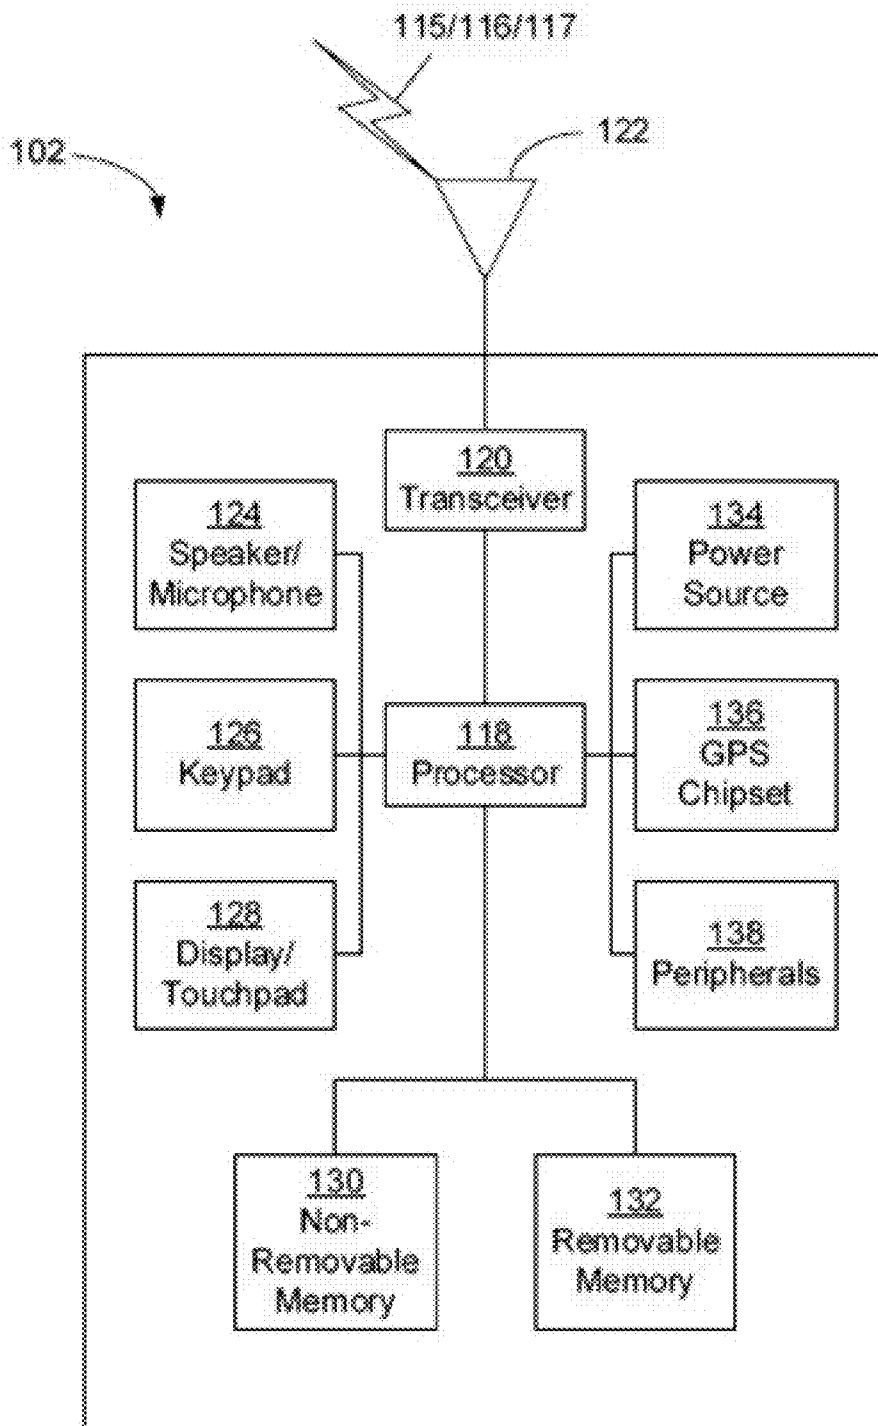 115/116/117
122
102
120
Transceiver
124
Speaker/
Microphone
134
Power
Source
126
Keypad
118
Processor
136
GPS
Chipset
128
Display/
Touchpad
138
Peripherals
130
Non-
Removable
Memory
132
Removable
Memory